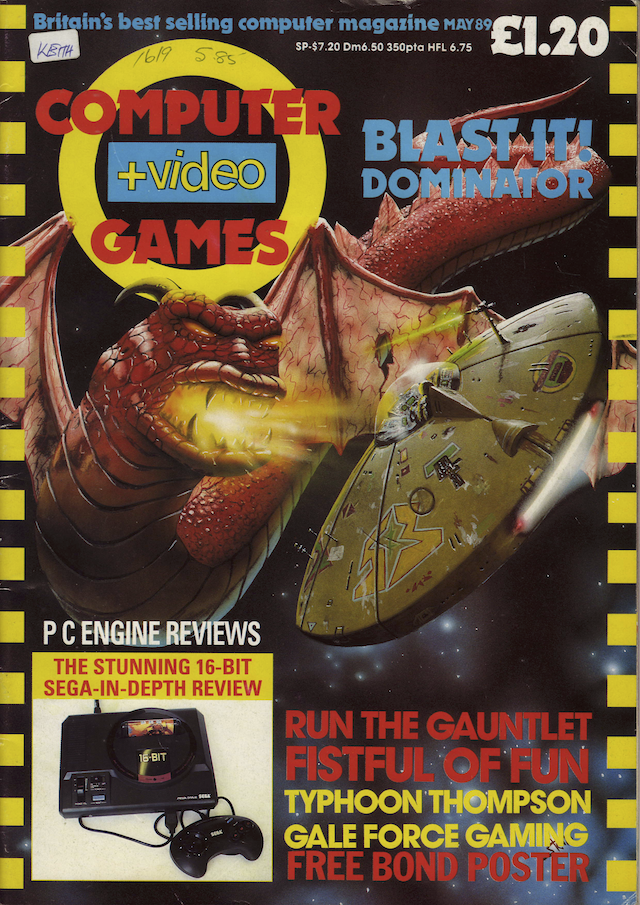 Britain's best selling computer magazine MAY 89
£1.20
SP-$7.20 Dm6.50 350pta HFL 6.75
KEITH
1619 5.85
COMPUTER
+video
GAMES
BLAST IT!
DOMINATOR
P C ENGINE REVIEWS
THE STUNNING 16-BIT
SEGA-IN-DEPTH REVIEW
16-BIT
SEGA
SEGA
RUN THE GAUNTLET
FISTFUL OF FUN
TYPHOON THOMPSON
GALE FORCE GAMING
FREE BOND POSTER